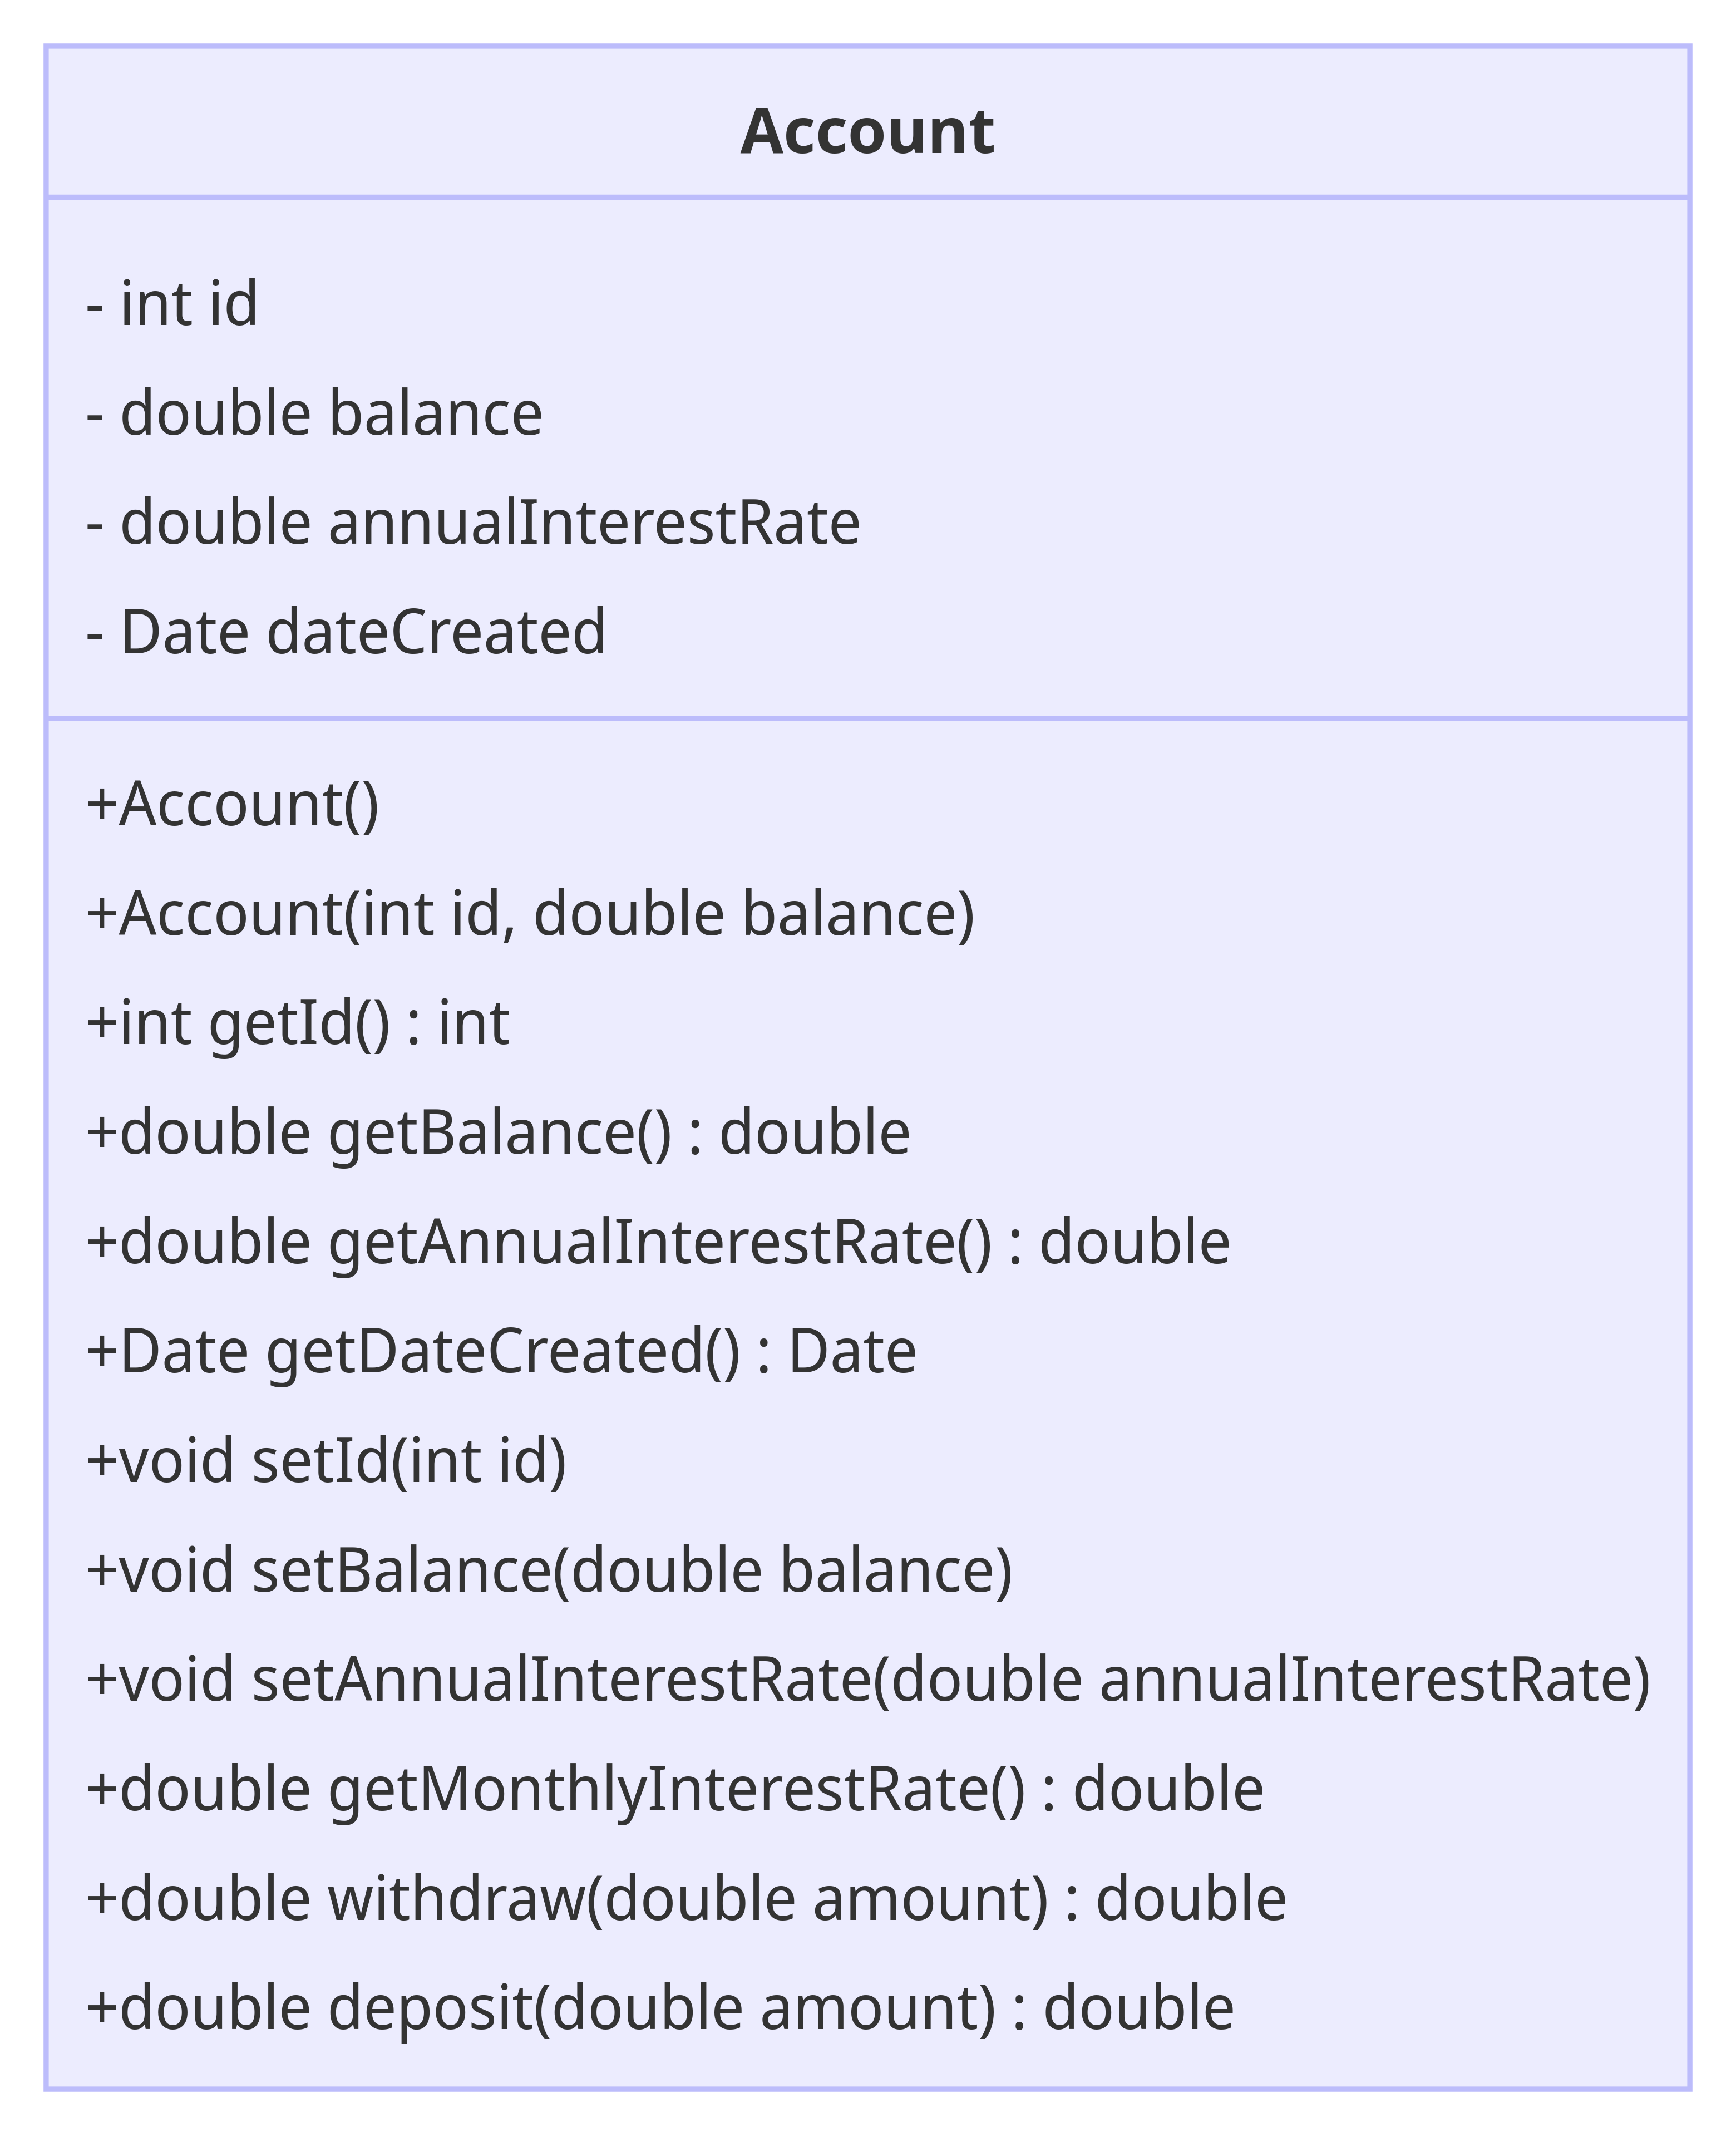 Account
- int id
- double balance
- double annualInterestRate
- Date dateCreated
+Account()
+Account(int id, double balance)
+int getId() : int
+double getBalance() : double
+double getAnnualInterestRate() : double
+Date getDateCreated() : Date
+void setId(int id)
+void setBalance(double balance)
+void setAnnualInterestRate(double annualInterestRate)
+double getMonthlyInterestRate() : double
+double withdraw(double amount) : double
+double deposit(double amount) : double